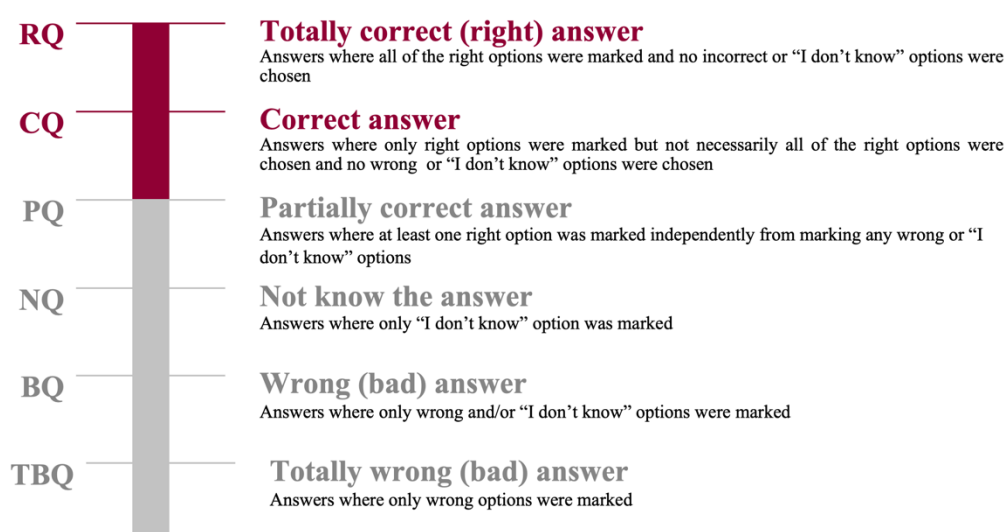 RQ
Totally correct (right) answer
Answers where all of the right options were marked and no incorrect or “I don’t know” options were
chosen
CQ
Correct answer
Answers where only right options were marked but not necessarily all of the right options were
chosen and no wrong or “I don’t know” options were chosen
PQ
Partially correct answer
Answers where at least one right option was marked independently from marking any wrong or “I
don’t know” options
NQ
Not know the answer
Answers where only “I don’t know” option was marked
BQ
Wrong (bad) answer
Answers where only wrong and/or “I don’t know” options were marked
TBQ
Totally wrong (bad) answer
Answers where only wrong options were marked